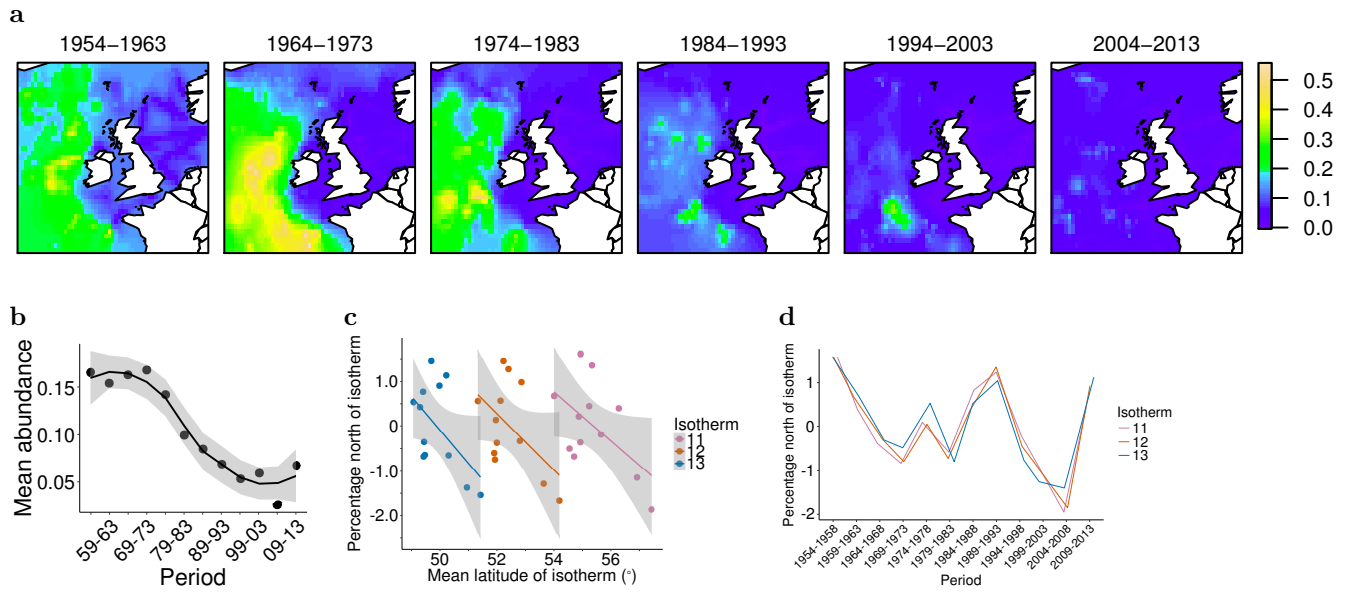 a
1954−1963 1964−1973 1974−1983 1984−1993 1994−2003 2004−2013
0.5
0.4
0.3
0.2
0.1
0.0
b
Mean abundance
0.15
0.10
0.05
59-63 69-73 79-83 89-93 99-03 09-13
Period
c
Percentage north of isotherm
1.0
0
-1.0
-2.0
50 52 54 56
Mean latitude of isotherm (°)
Isotherm
11
12
13
d
Percentage north of isotherm
1
0
-1
-2
1954-1958 1959-1963 1964-1968 1969-1973 1974-1978 1979-1983 1984-1988 1989-1993 1994-1998 1999-2003 2004-2008 2009-2013
Period
Isotherm
11
12
13